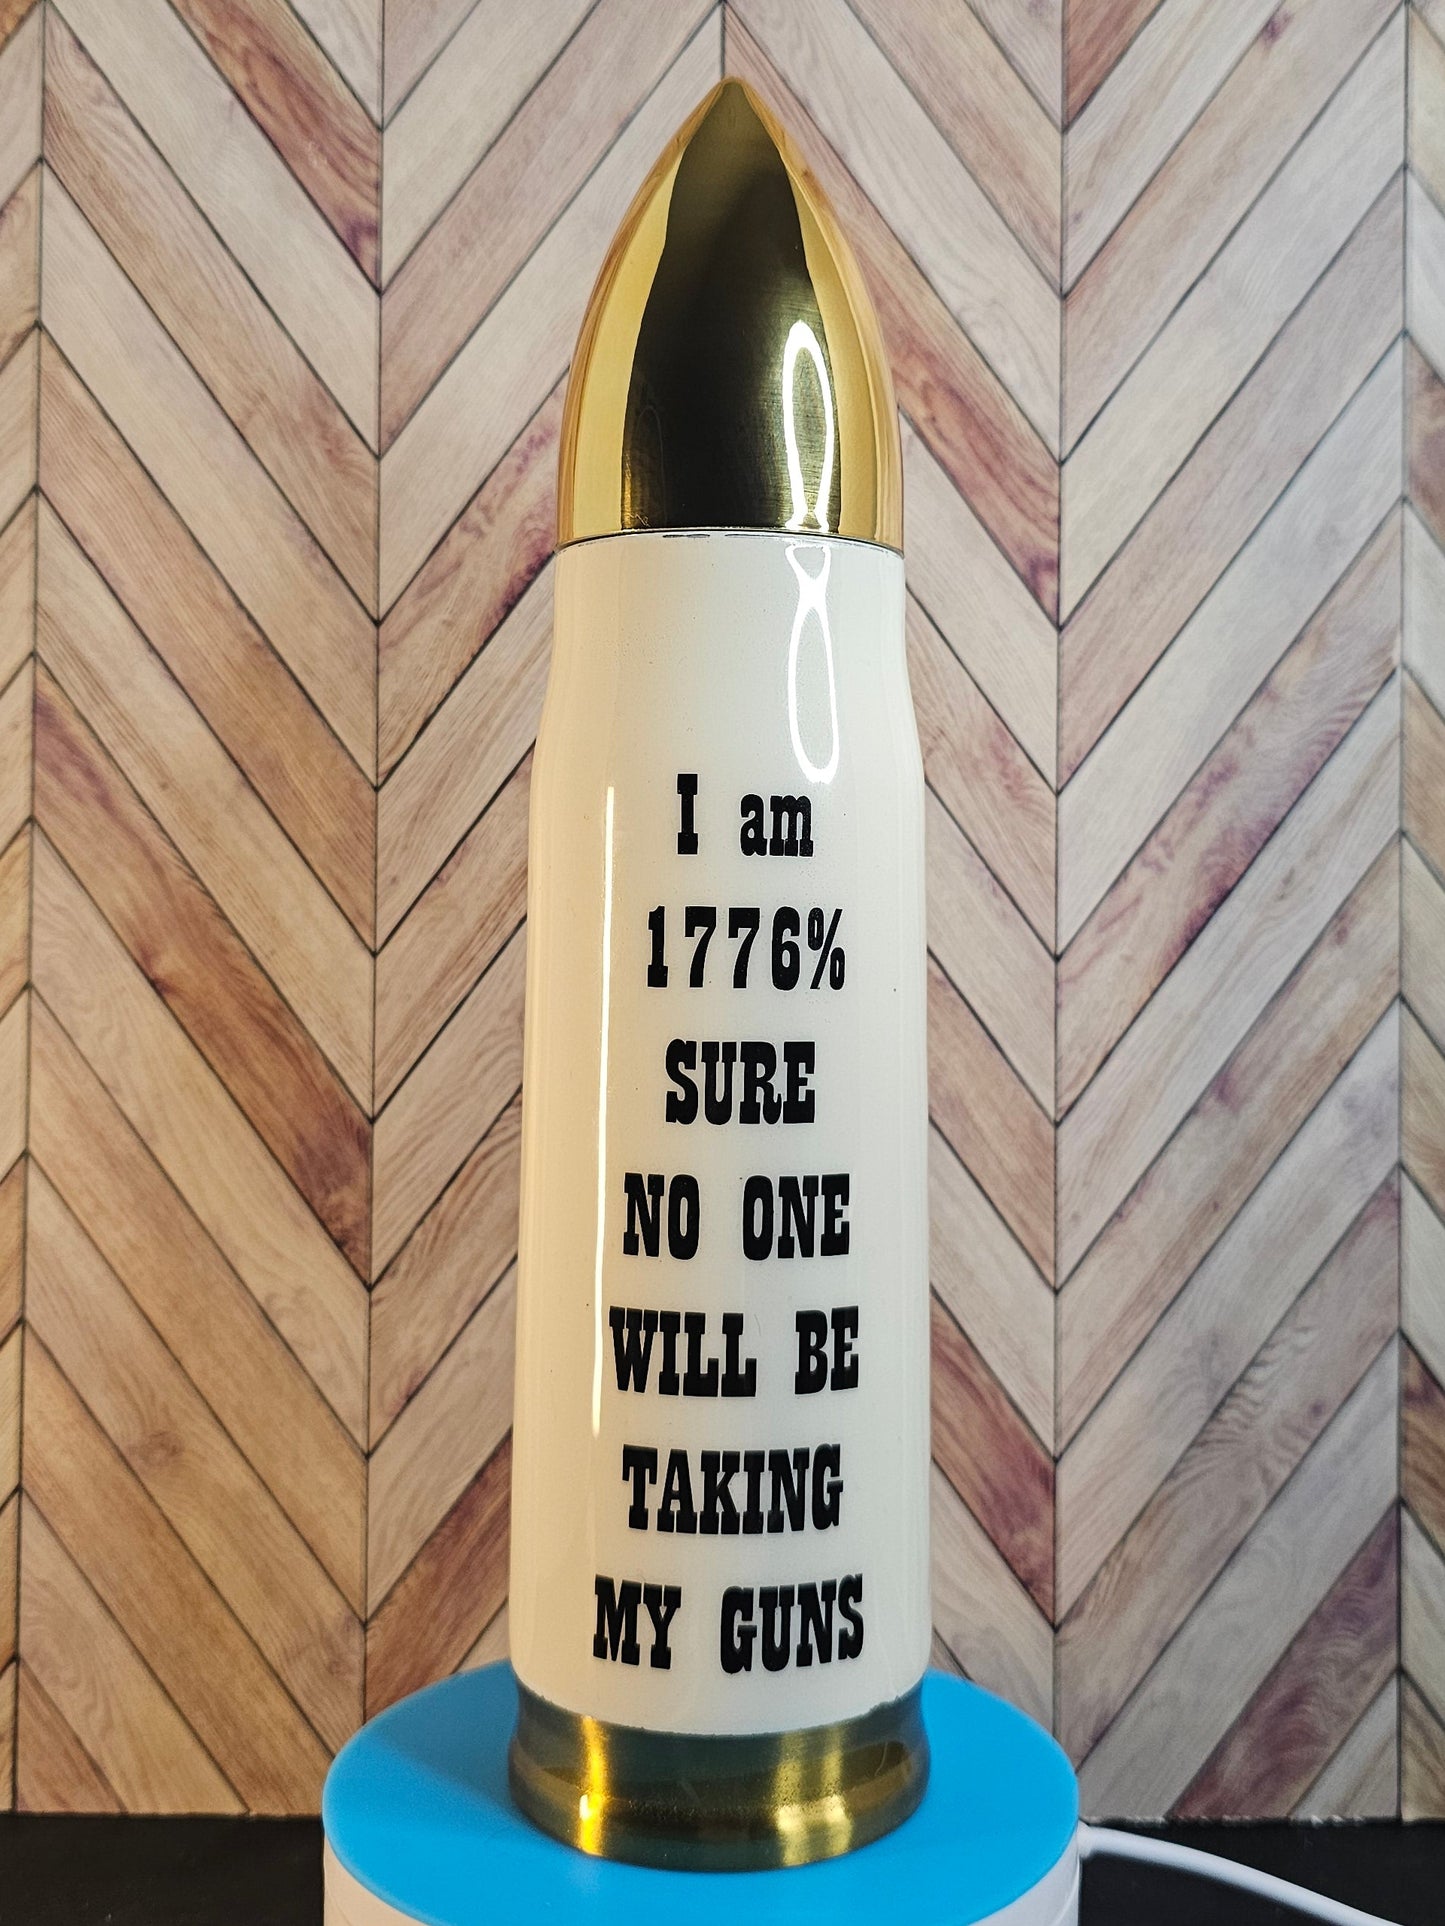 I am
1776%
SURE
NO ONE
WILL BE
TAKING
MY GUNS